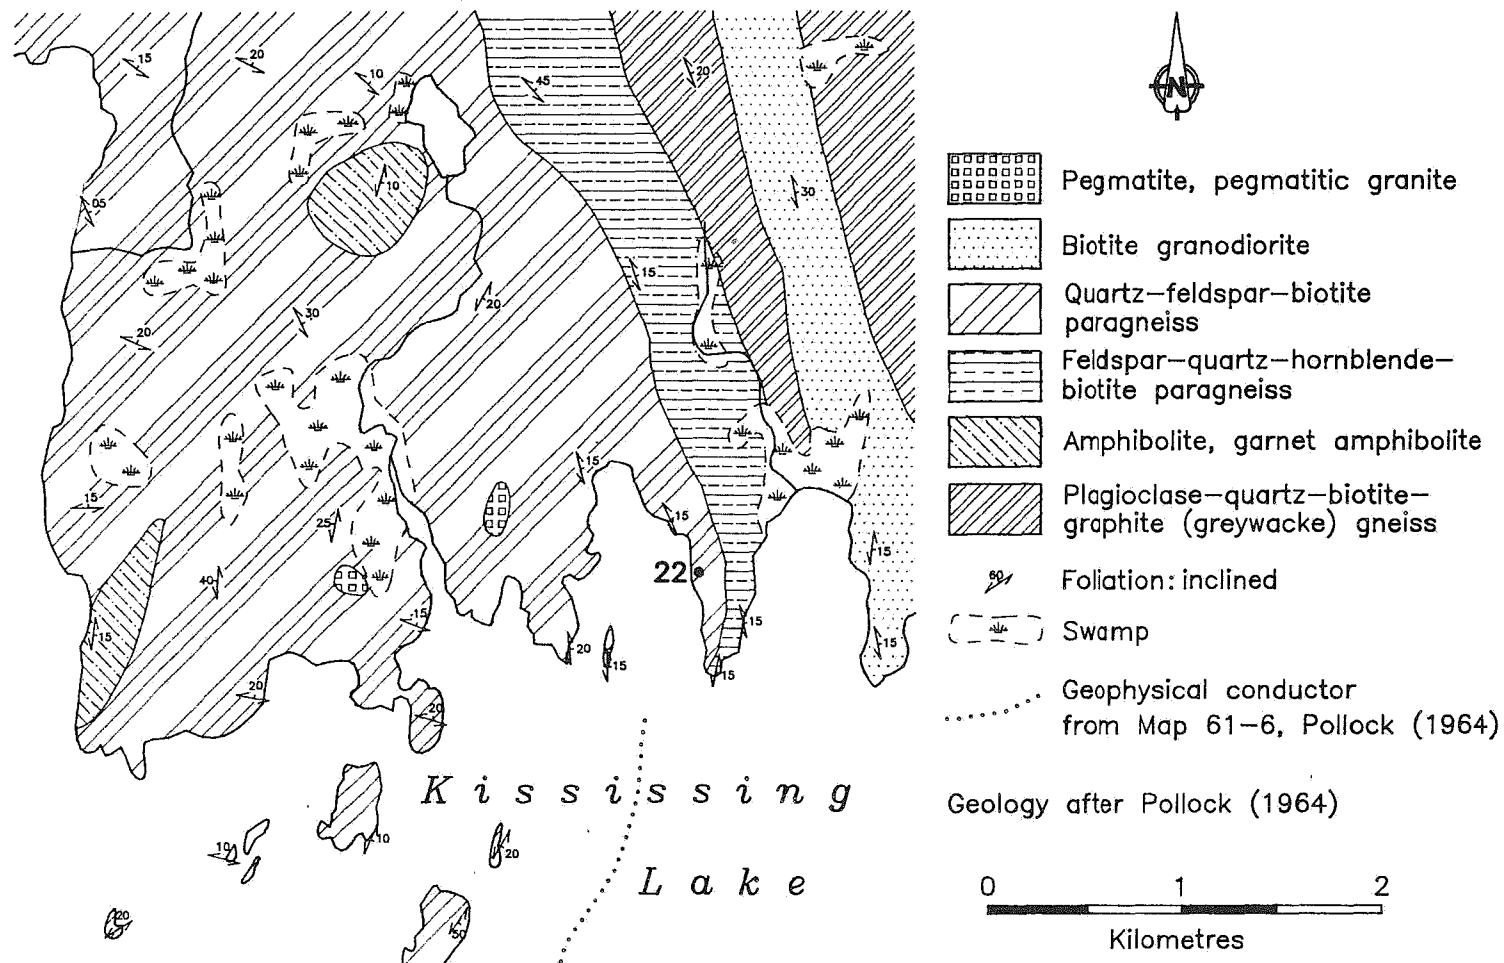 15
20
10
45
20
10
05
30
15
20
20
30
20
15
15
15
25
22
40
15
15
15
15
20
15
15
20
20
Kississing
10
10
20
Lake
20
50
N
Pegmatite, pegmatitic granite
Biotite granodiorite
Quartz–feldspar–biotite
paragneiss
Feldspar–quartz–hornblende–
biotite paragneiss
Amphibolite, garnet amphibolite
Plagioclase–quartz–biotite–
graphite (greywacke) gneiss
60
Foliation: inclined
Swamp
Geophysical conductor
from Map 61–6, Pollock (1964)
Geology after Pollock (1964)
0 1 2
Kilometres